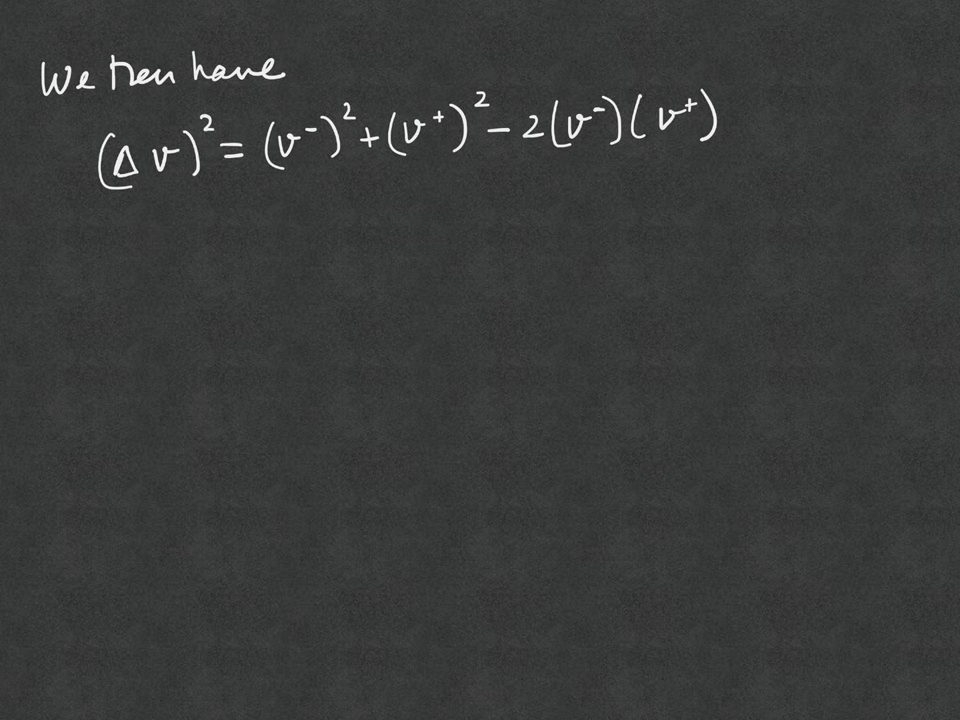 We then have
(Δv)² = (v⁻)² + (v⁺)² − 2(v⁻)(v⁺)